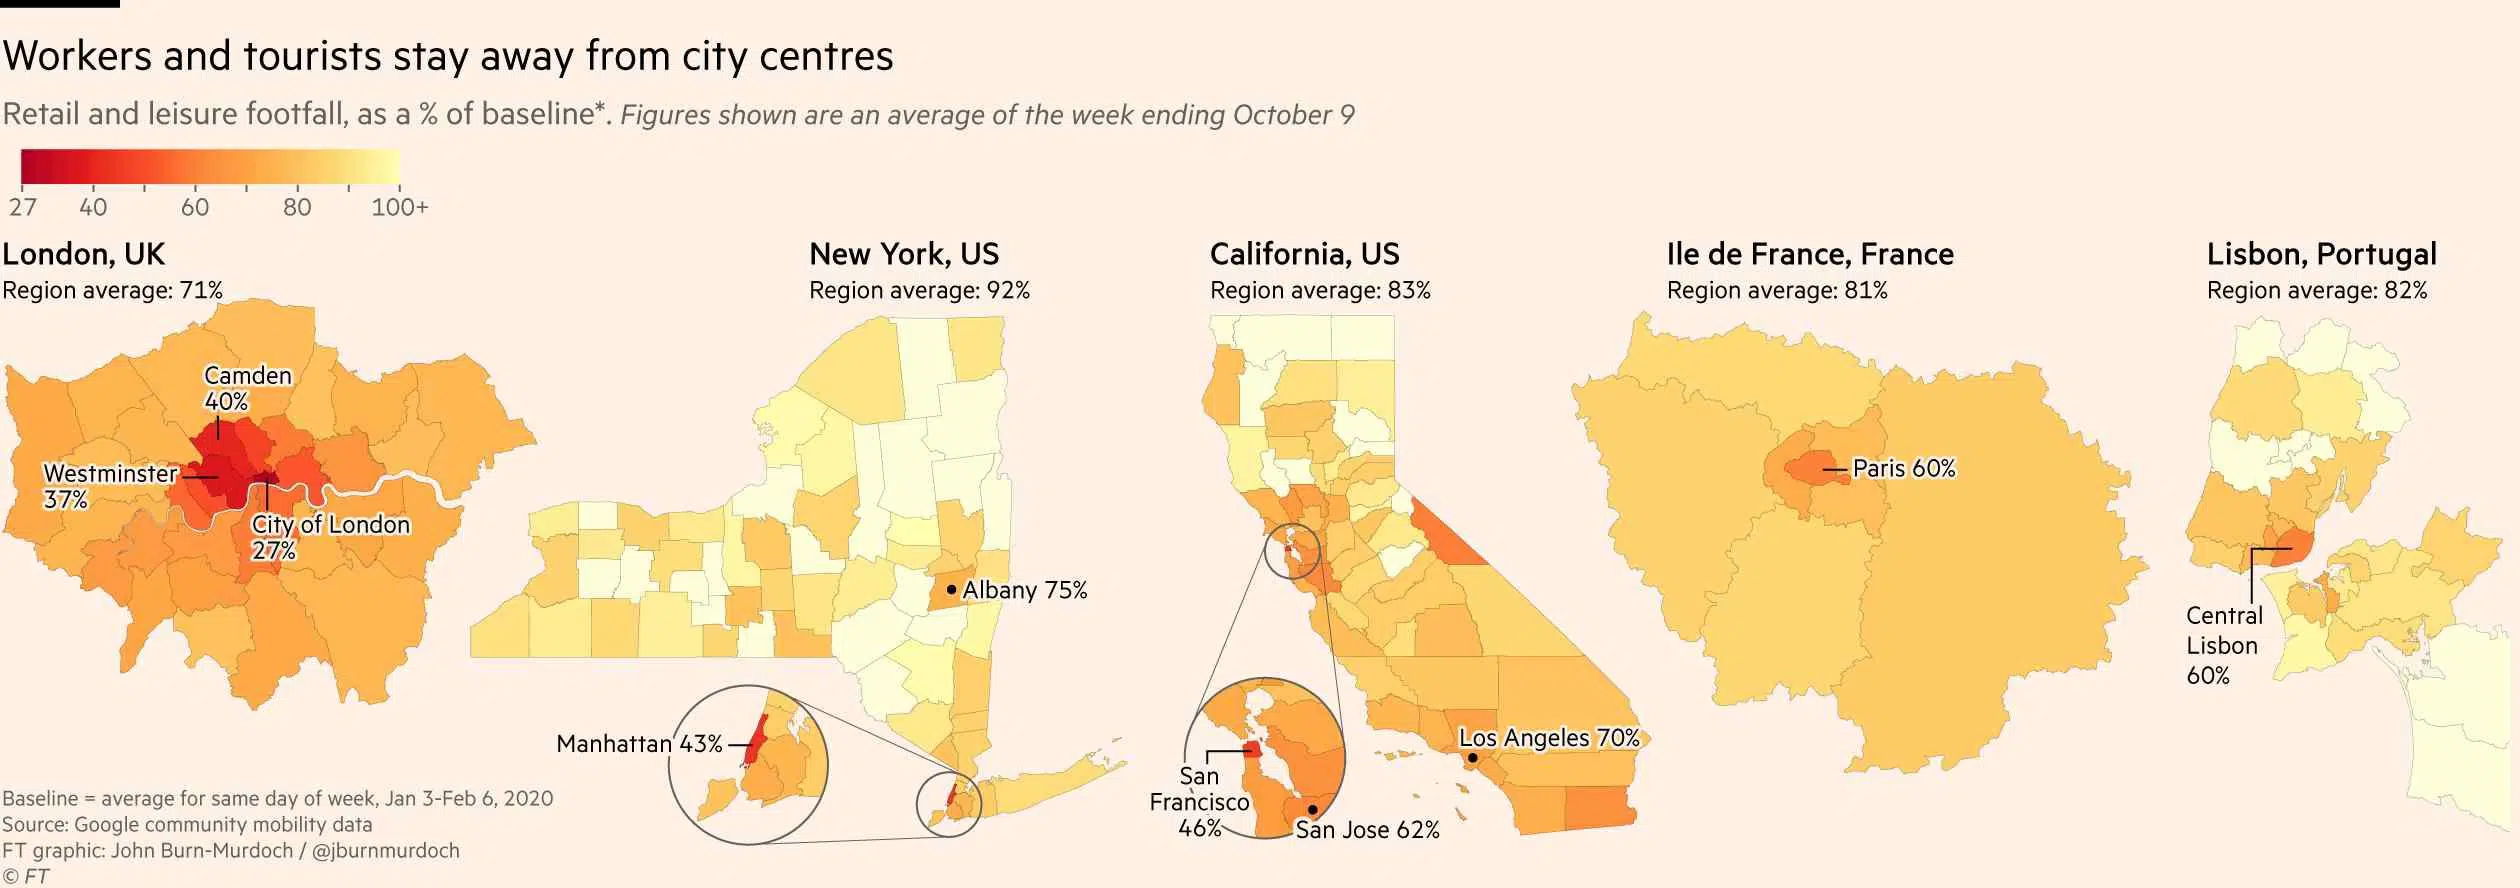 Workers and tourists stay away from city centres
Retail and leisure footfall, as a % of baseline*. Figures shown are an average of the week ending October 9
27 40 60 80 100+
London, UK
Region average: 71%
Camden
40%
Westminster
37%
City of London
27%
New York, US
Region average: 92%
Albany 75%
Manhattan 43%
California, US
Region average: 83%
Los Angeles 70%
San
Francisco
46%
San Jose 62%
Ile de France, France
Region average: 81%
Paris 60%
Lisbon, Portugal
Region average: 82%
Central
Lisbon
60%
Baseline = average for same day of week, Jan 3-Feb 6, 2020
Source: Google community mobility data
FT graphic: John Burn-Murdoch / @jburnmurdoch
© FT